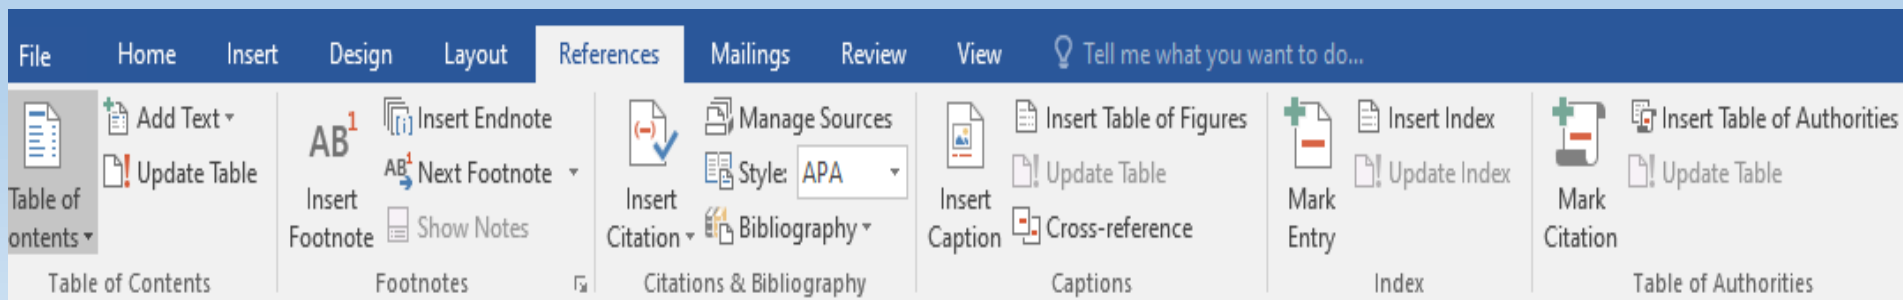 File Home Insert Design Layout References Mailings Review View Tell me what you want to do...
Table of
ontents
Add Text
Update Table
Table of Contents
AB1
Insert
Footnote
[i] Insert Endnote
AB1 Next Footnote
Show Notes
Footnotes
(-)
Insert
Citation
Manage Sources
Style: APA
Bibliography
Citations & Bibliography
Insert
Caption
Insert Table of Figures
Update Table
Cross-reference
Captions
Mark
Entry
Insert Index
Update Index
Index
Mark
Citation
Insert Table of Authorities
Update Table
Table of Authorities